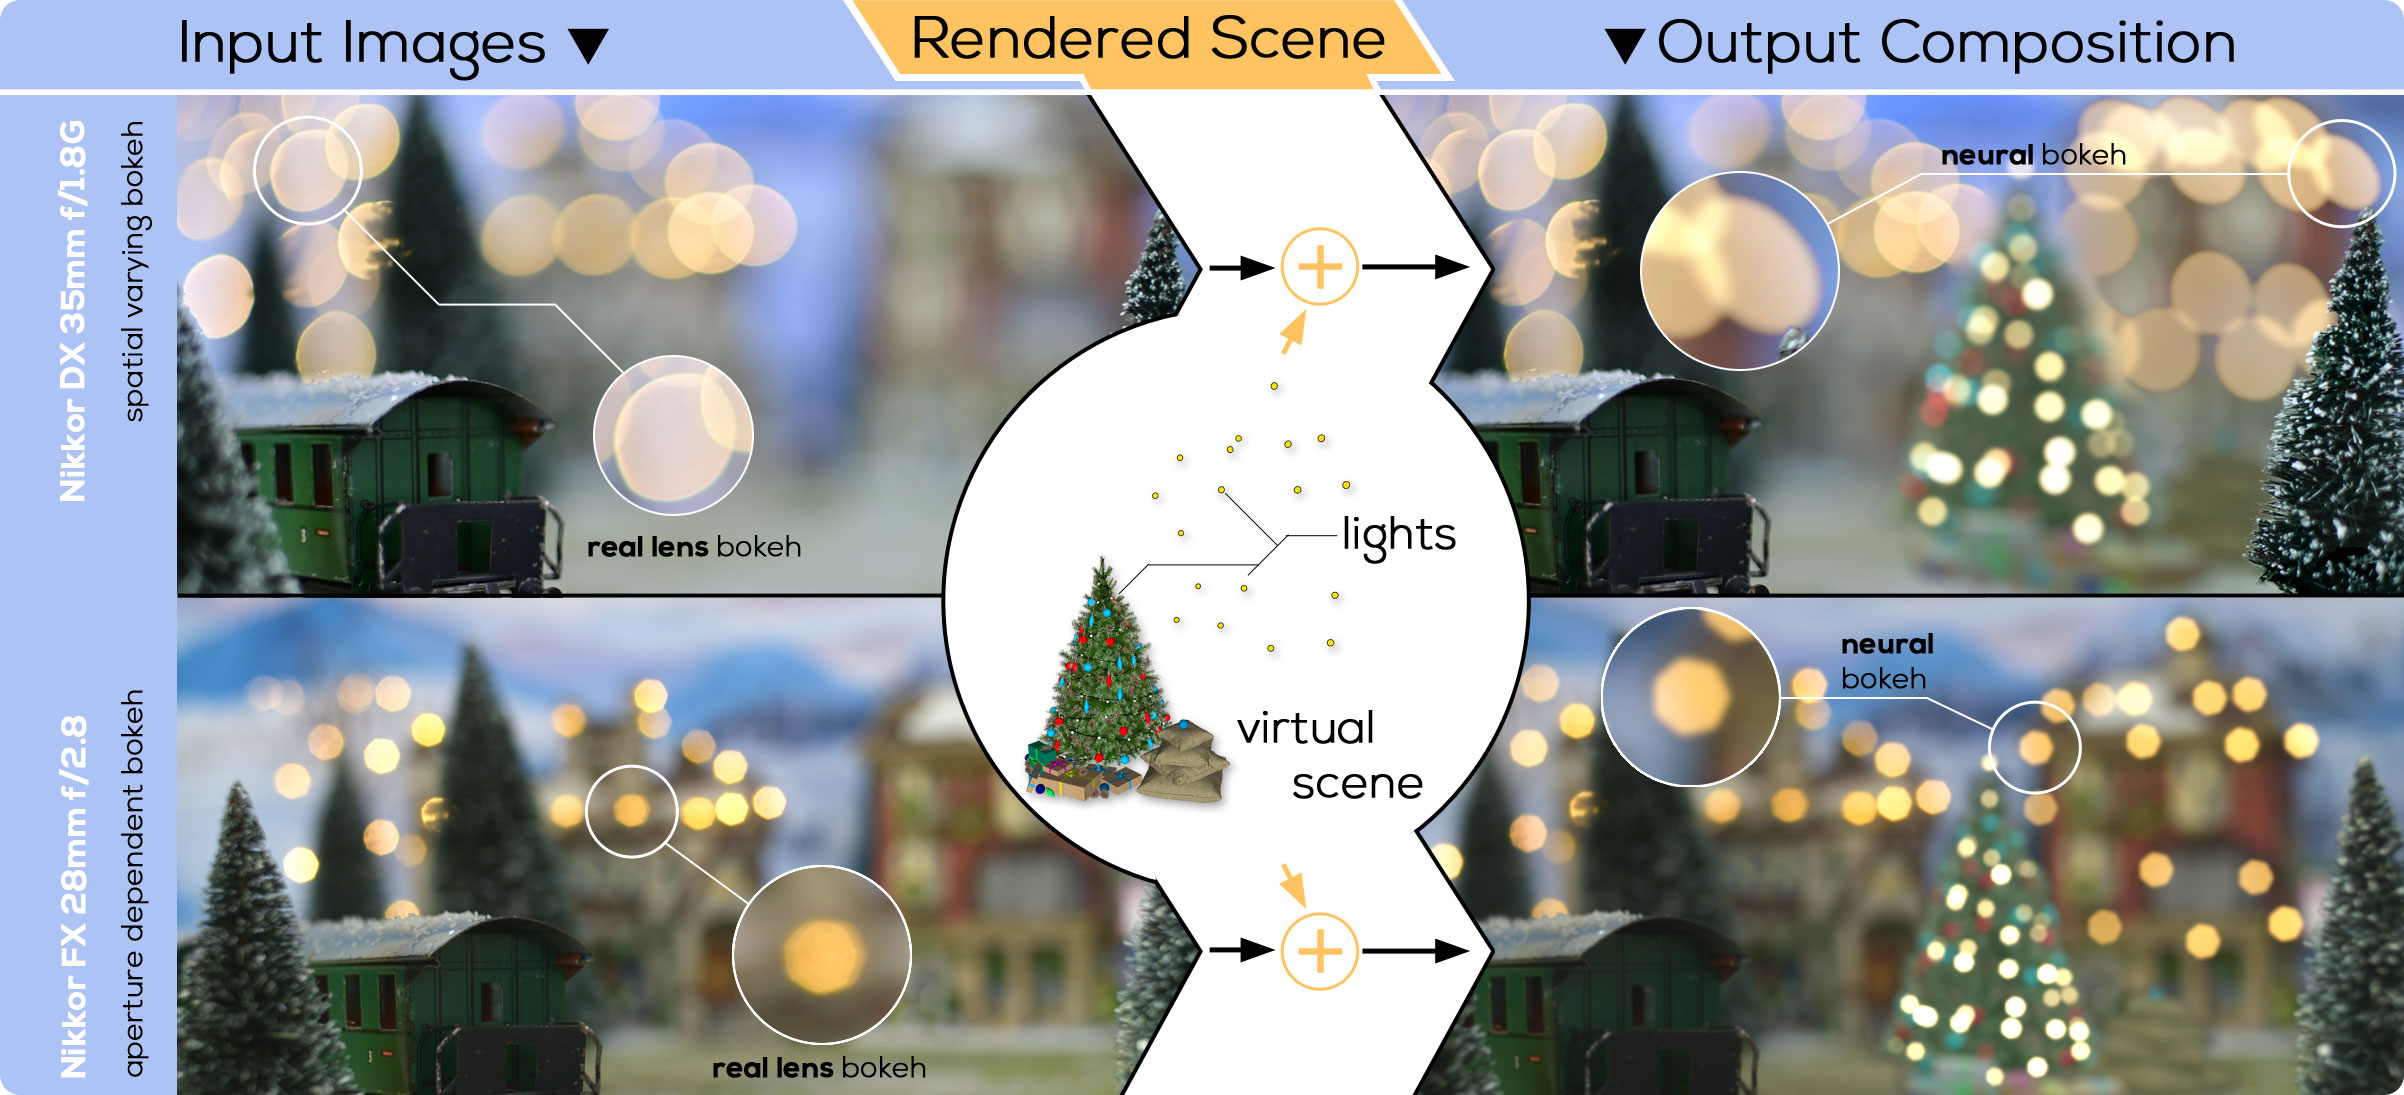 Input Images ▼
Rendered Scene
▼ Output Composition
Nikkor DX 35mm f/1.8G
spatial varying bokeh
real lens bokeh
neural bokeh
lights
virtual
scene
Nikkor FX 28mm f/2.8
aperture dependent bokeh
real lens bokeh
neural
bokeh